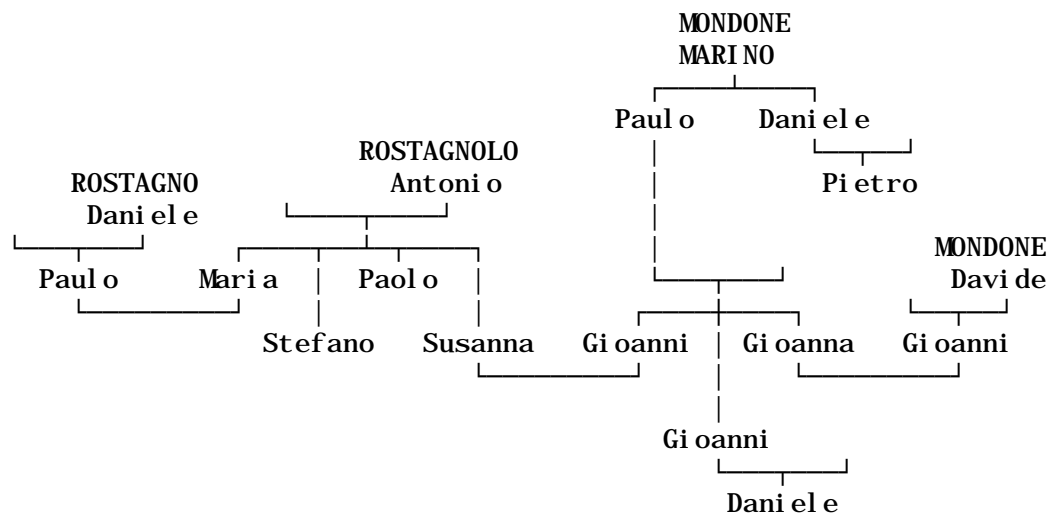 MONDONE
MARINO
Paulo Daniele
ROSTAGNOLO
ROSTAGNO Antonio Pietro
Daniele
MONDONE
Paulo Maria Paolo Davide
Stefano Susanna Gioanni Gioanna Gioanni
Gioanni
Daniele